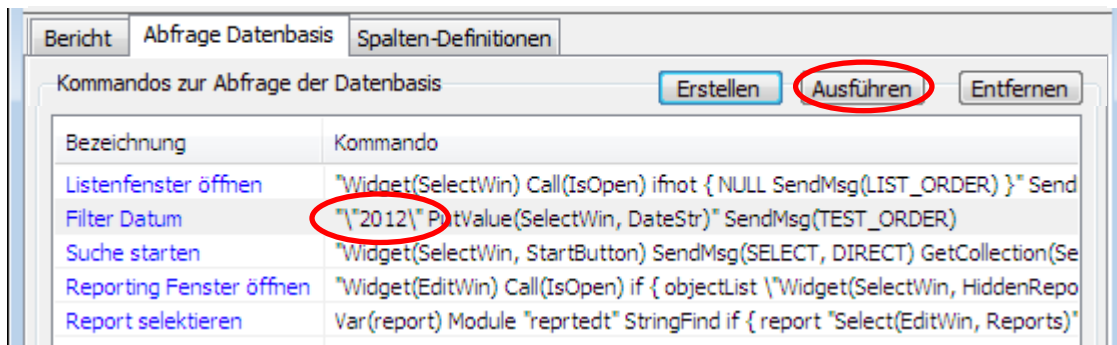 Bericht Abfrage Datenbasis Spalten-Definitionen
Kommandos zur Abfrage der Datenbasis Erstellen Ausführen Entfernen
Bezeichnung Kommando
Listenfenster öffnen "Widget(SelectWin) Call(IsOpen) ifnot { NULL SendMsg(LIST_ORDER) }" Send
Filter Datum "\"2012\" PutValue(SelectWin, DateStr)" SendMsg(TEST_ORDER)
Suche starten "Widget(SelectWin, StartButton) SendMsg(SELECT, DIRECT) GetCollection(Se
Reporting Fenster öffnen "Widget(EditWin) Call(IsOpen) if { objectList \"Widget(SelectWin, HiddenRepo
Report selektieren Var(report) Module "reprtedt" StringFind if { report "Select(EditWin, Reports)"